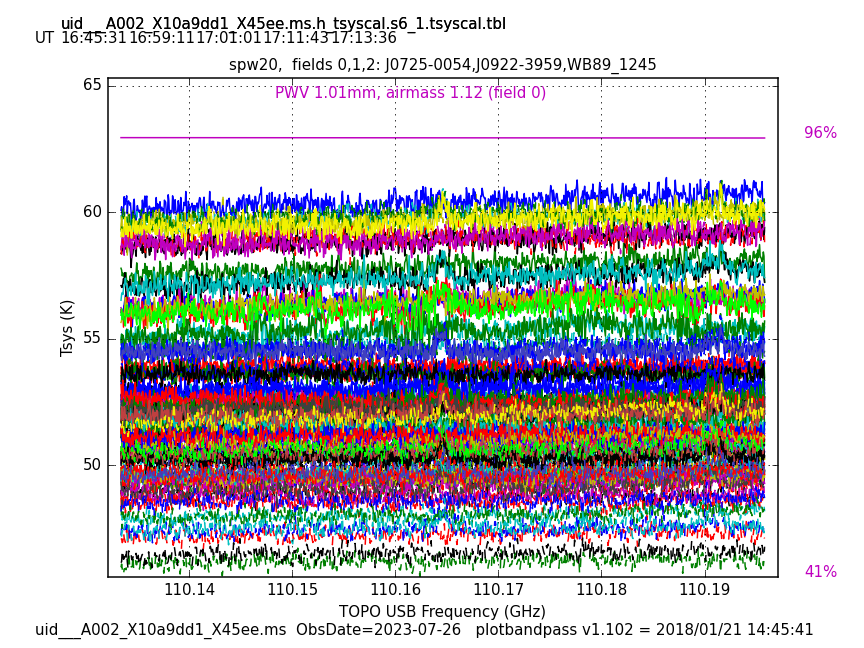 uid___A002_X10a9dd1_X45ee.ms.h_tsyscal.s6_1.tsyscal.tbl
UT 16:45:31 16:59:11 17:01:01 17:11:43 17:13:36
spw20,  fields 0,1,2: J0725-0054,J0922-3959,WB89_1245
PWV 1.01mm, airmass 1.12 (field 0)
65
96%
60
55
50
41%
Tsys (K)
110.14 110.15 110.16 110.17 110.18 110.19
TOPO USB Frequency (GHz)
uid___A002_X10a9dd1_X45ee.ms  ObsDate=2023-07-26   plotbandpass v1.102 = 2018/01/21 14:45:41